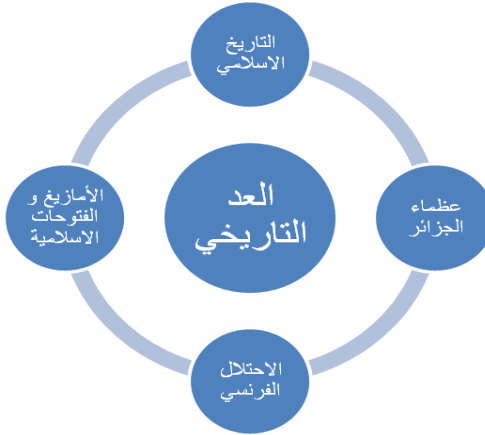 التاريخ
الاسلامي
العد
التاريخي
عظماء
الجزائر
الأمازيغ و
الفتوحات
الاسلامية
الاحتلال
الفرنسي